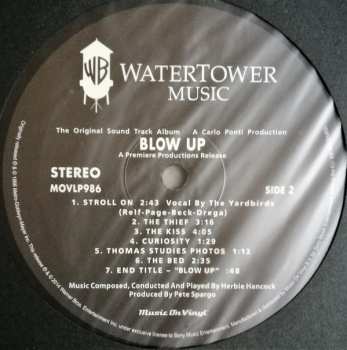 WB
WATERTOWER
MUSIC
The Original Sound Track Album A Carlo Ponti Production
BLOW UP
A Premiere Productions Release
STEREO
MOVLP986
SIDE 2
1. STROLL ON 2:43 Vocal By The Yardbirds
(Relf-Page-Beck-Drega)
2. THE THIEF 3:16
3. THE KISS 4:05
4. CURIOSITY 1:29
5. THOMAS STUDIES PHOTOS 1:12
6. THE BED 2:35
7. END TITLE – "BLOW UP" :48
Music Composed, Conducted And Played By Herbie Hancock
Produced By Pete Spargo
Music On Vinyl